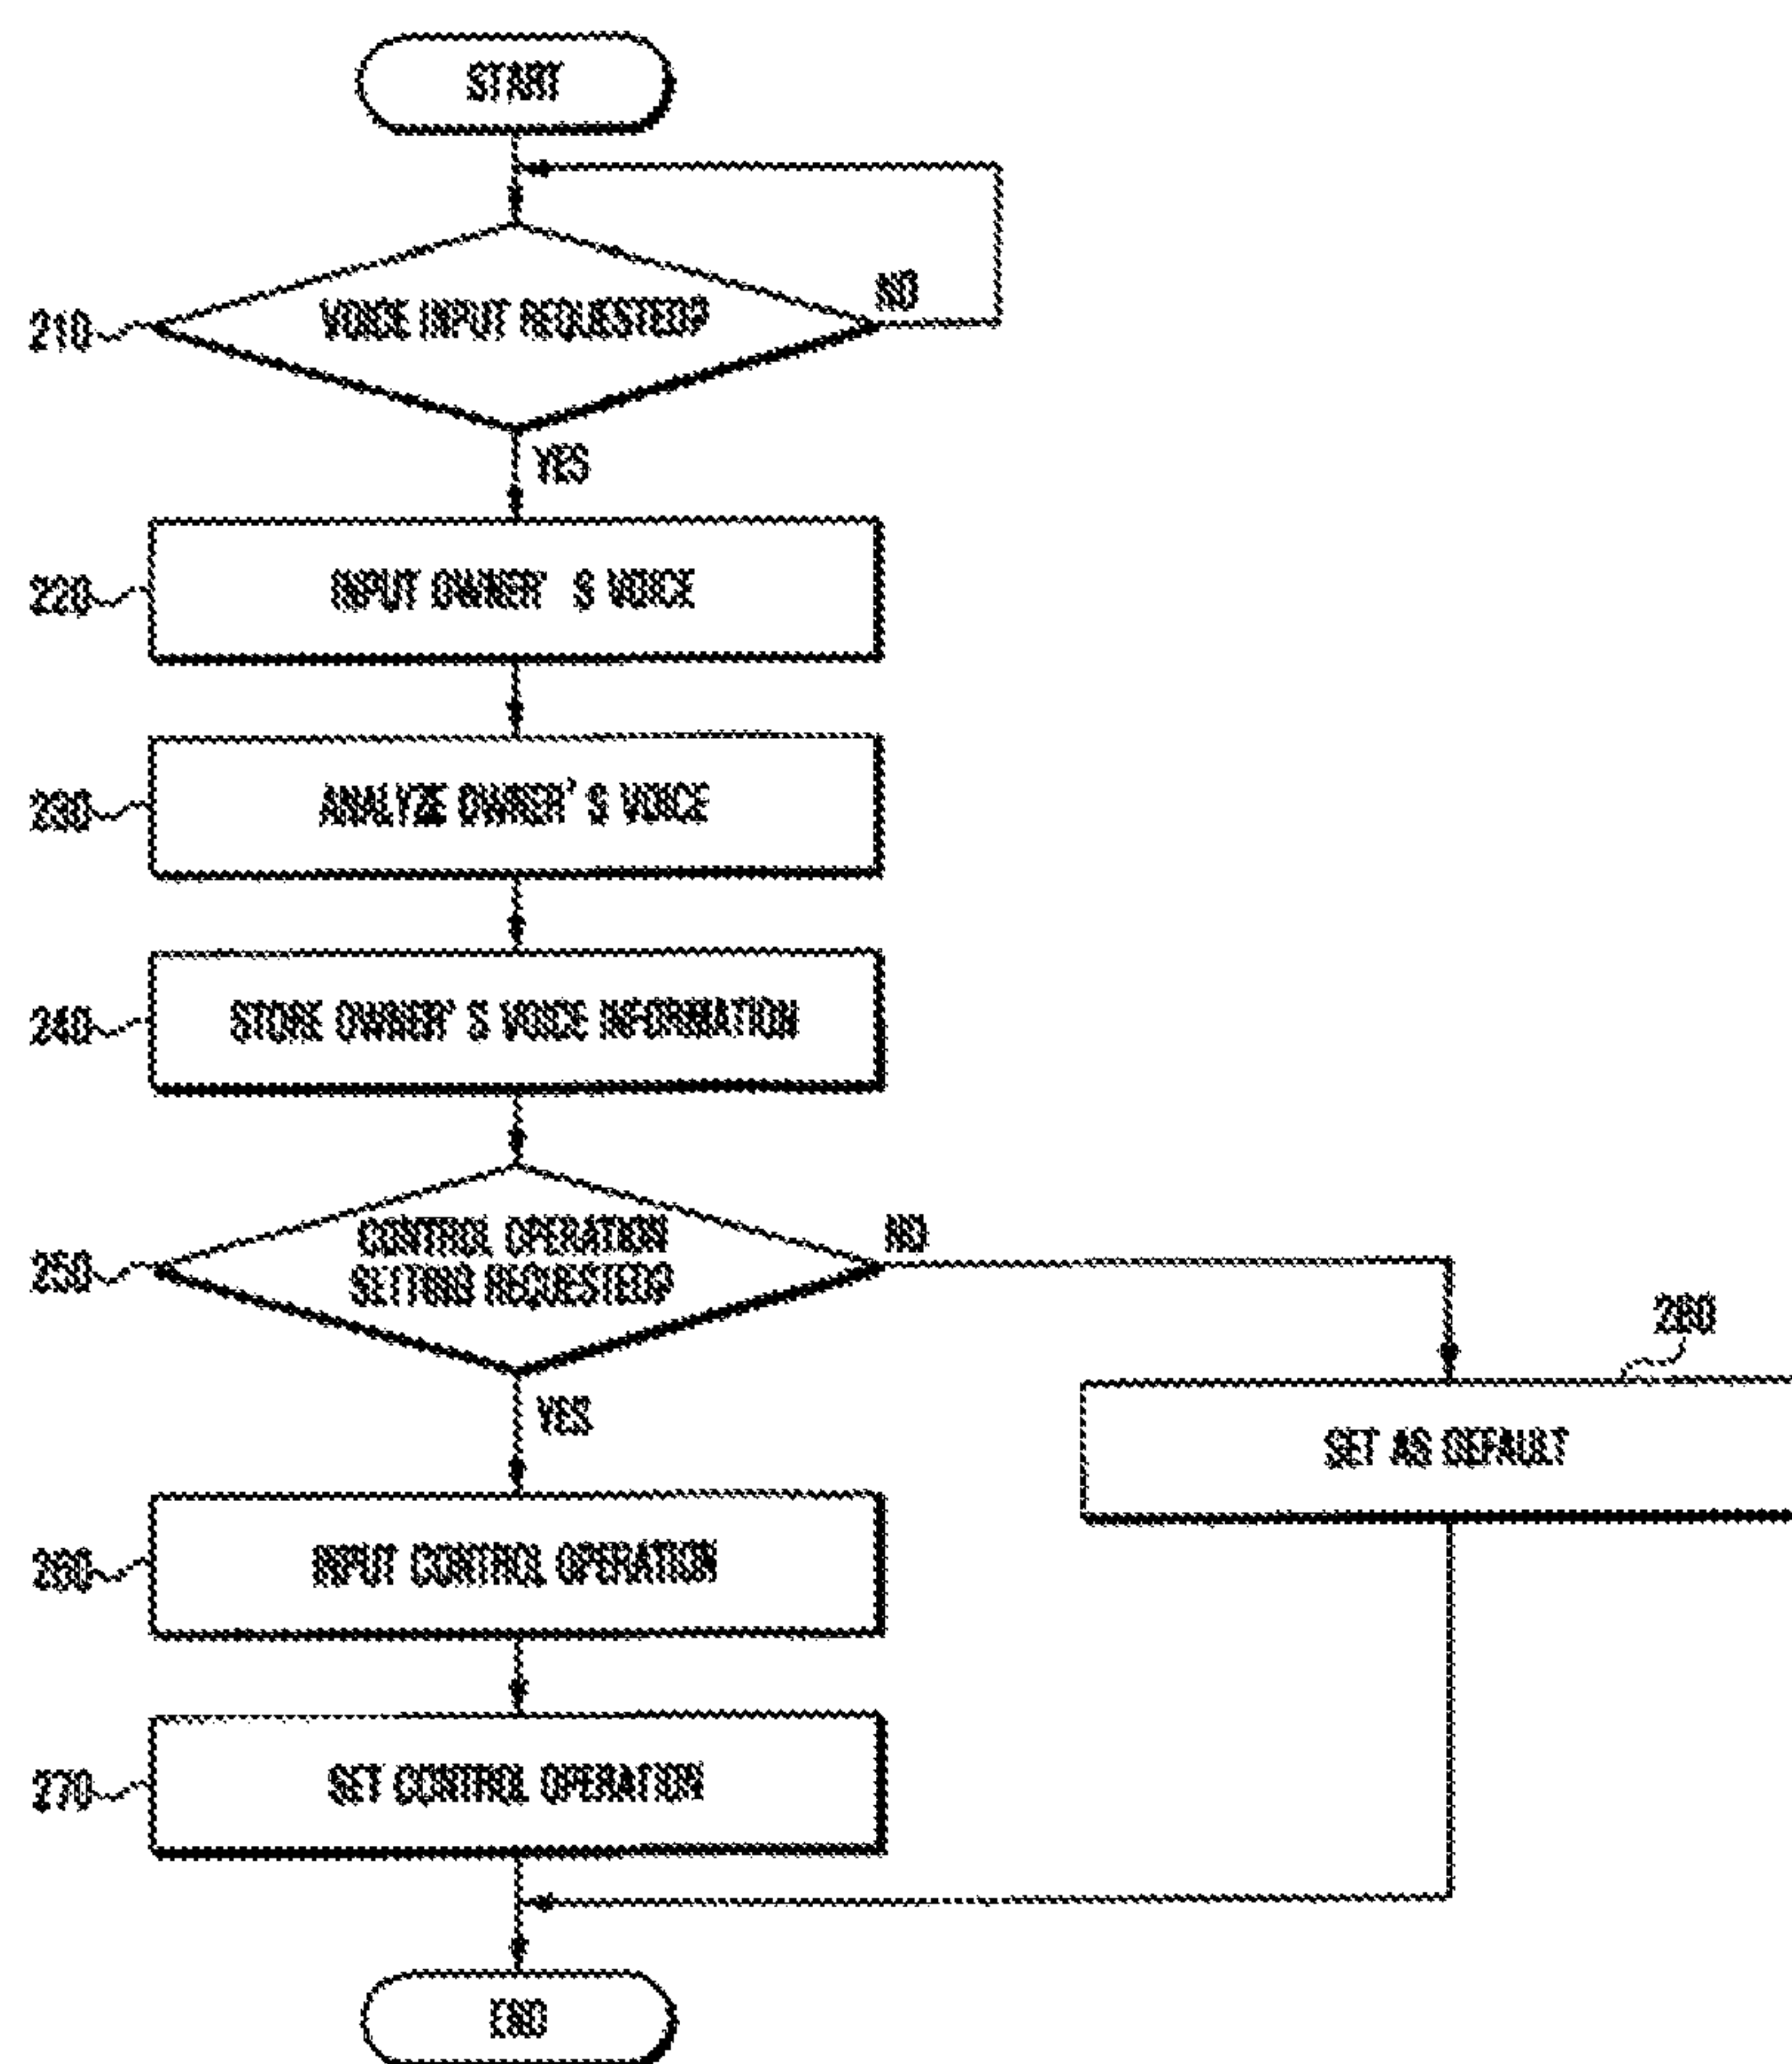 START
210
VOICE INPUT REQUESTED?
NO
YES
220
INPUT OWNER'S VOICE
230
ANALYZE OWNER'S VOICE
240
STORE OWNER'S VOICE INFORMATION
250
CONTROL OPERATION
SETTING REQUESTED?
NO
YES
280
SET AS DEFAULT
260
INPUT CONTROL OPERATION
270
SET CONTROL OPERATION
END